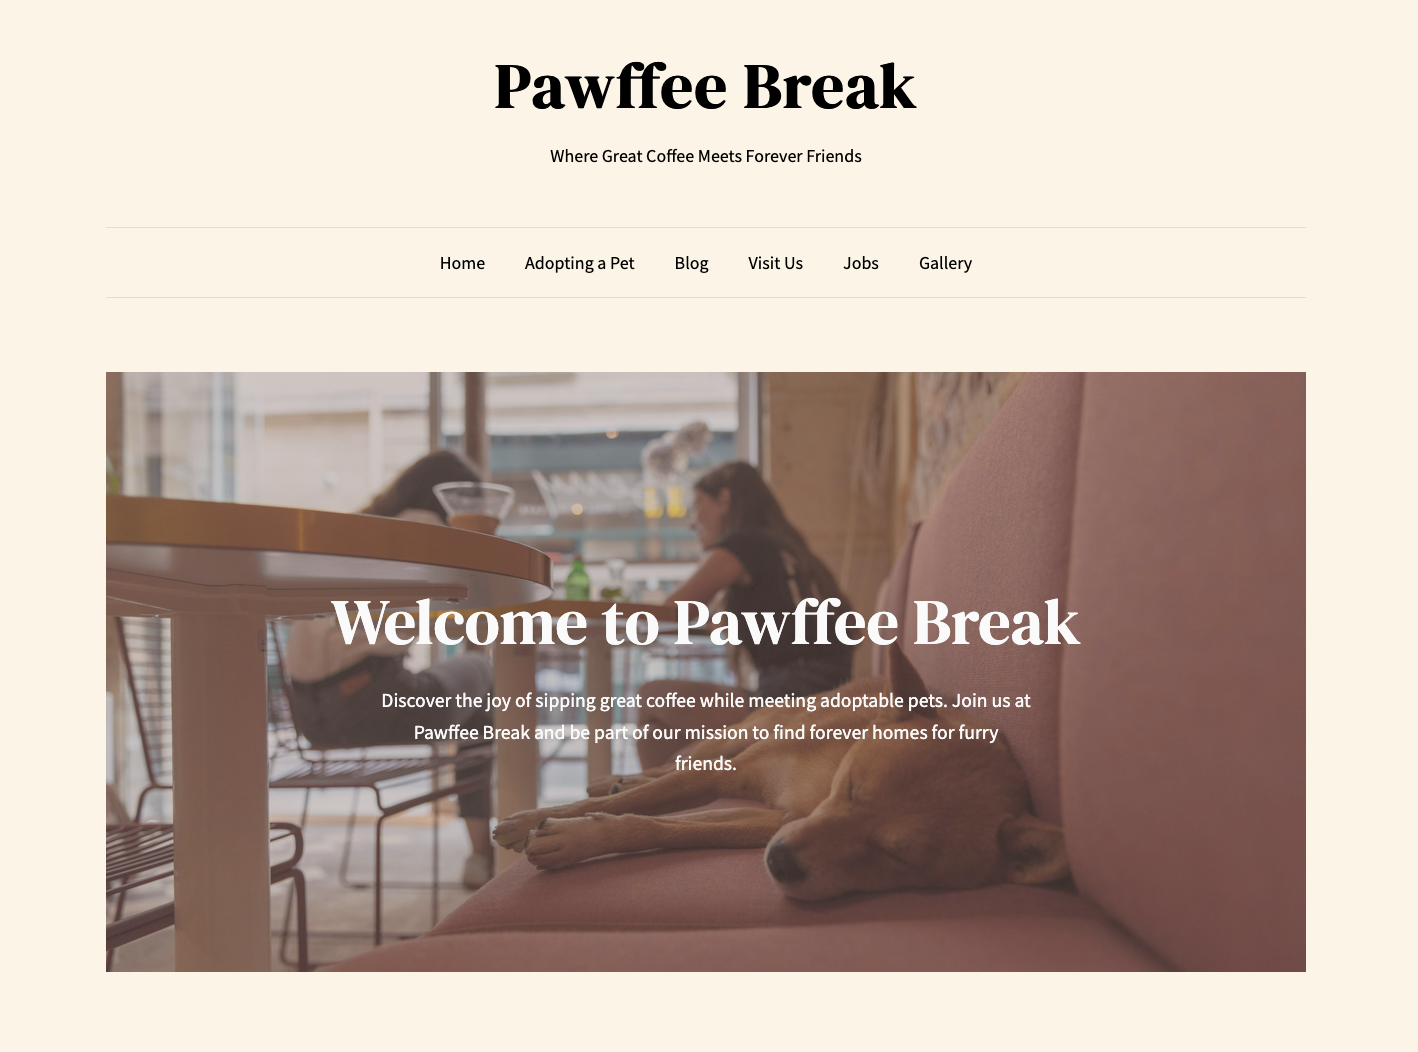 Pawffee Break
Where Great Coffee Meets Forever Friends
Home Adopting a Pet Blog Visit Us Jobs Gallery
Welcome to Pawffee Break
Discover the joy of sipping great coffee while meeting adoptable pets. Join us at
Pawffee Break and be part of our mission to find forever homes for furry
friends.